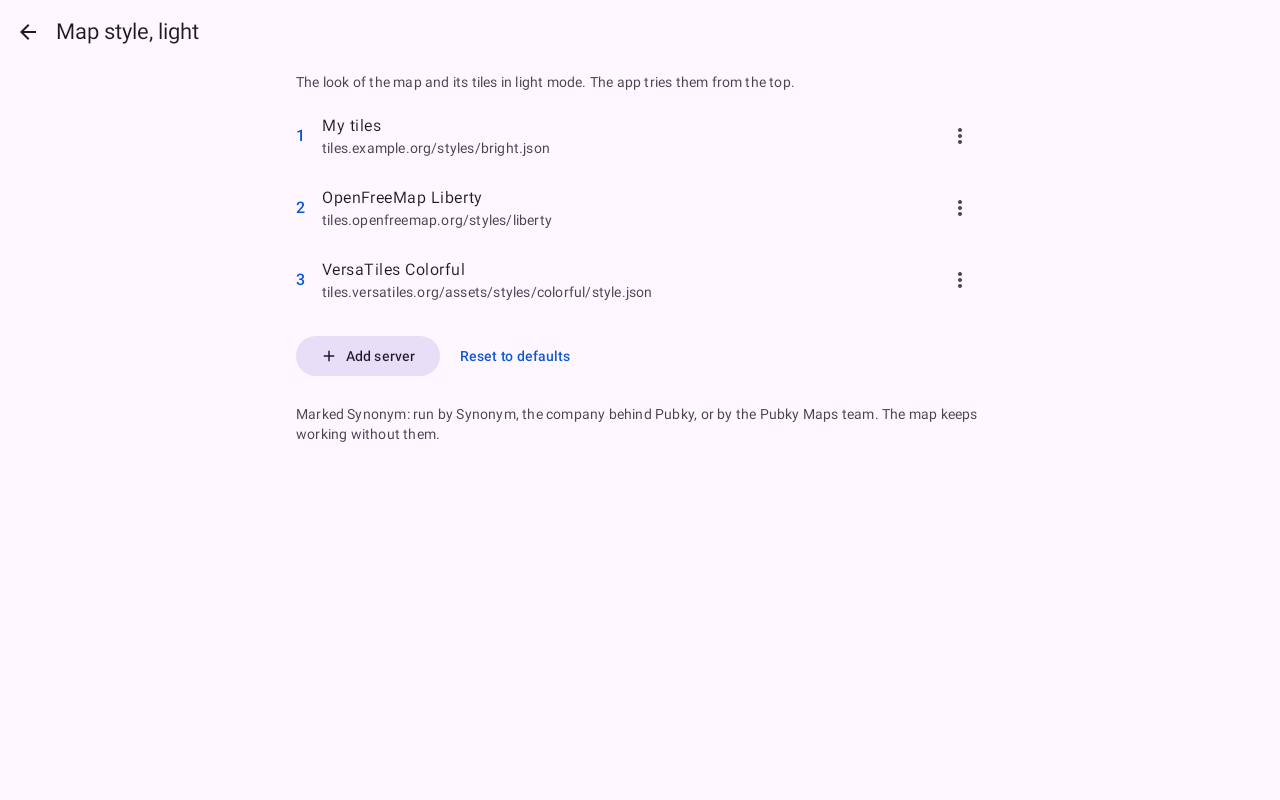 Map style, light
The look of the map and its tiles in light mode. The app tries them from the top.
1
My tiles
tiles.example.org/styles/bright.json
2
OpenFreeMap Liberty
tiles.openfreemap.org/styles/liberty
3
VersaTiles Colorful
tiles.versatiles.org/assets/styles/colorful/style.json
Add server
Reset to defaults
Marked Synonym: run by Synonym, the company behind Pubky, or by the Pubky Maps team. The map keeps
working without them.